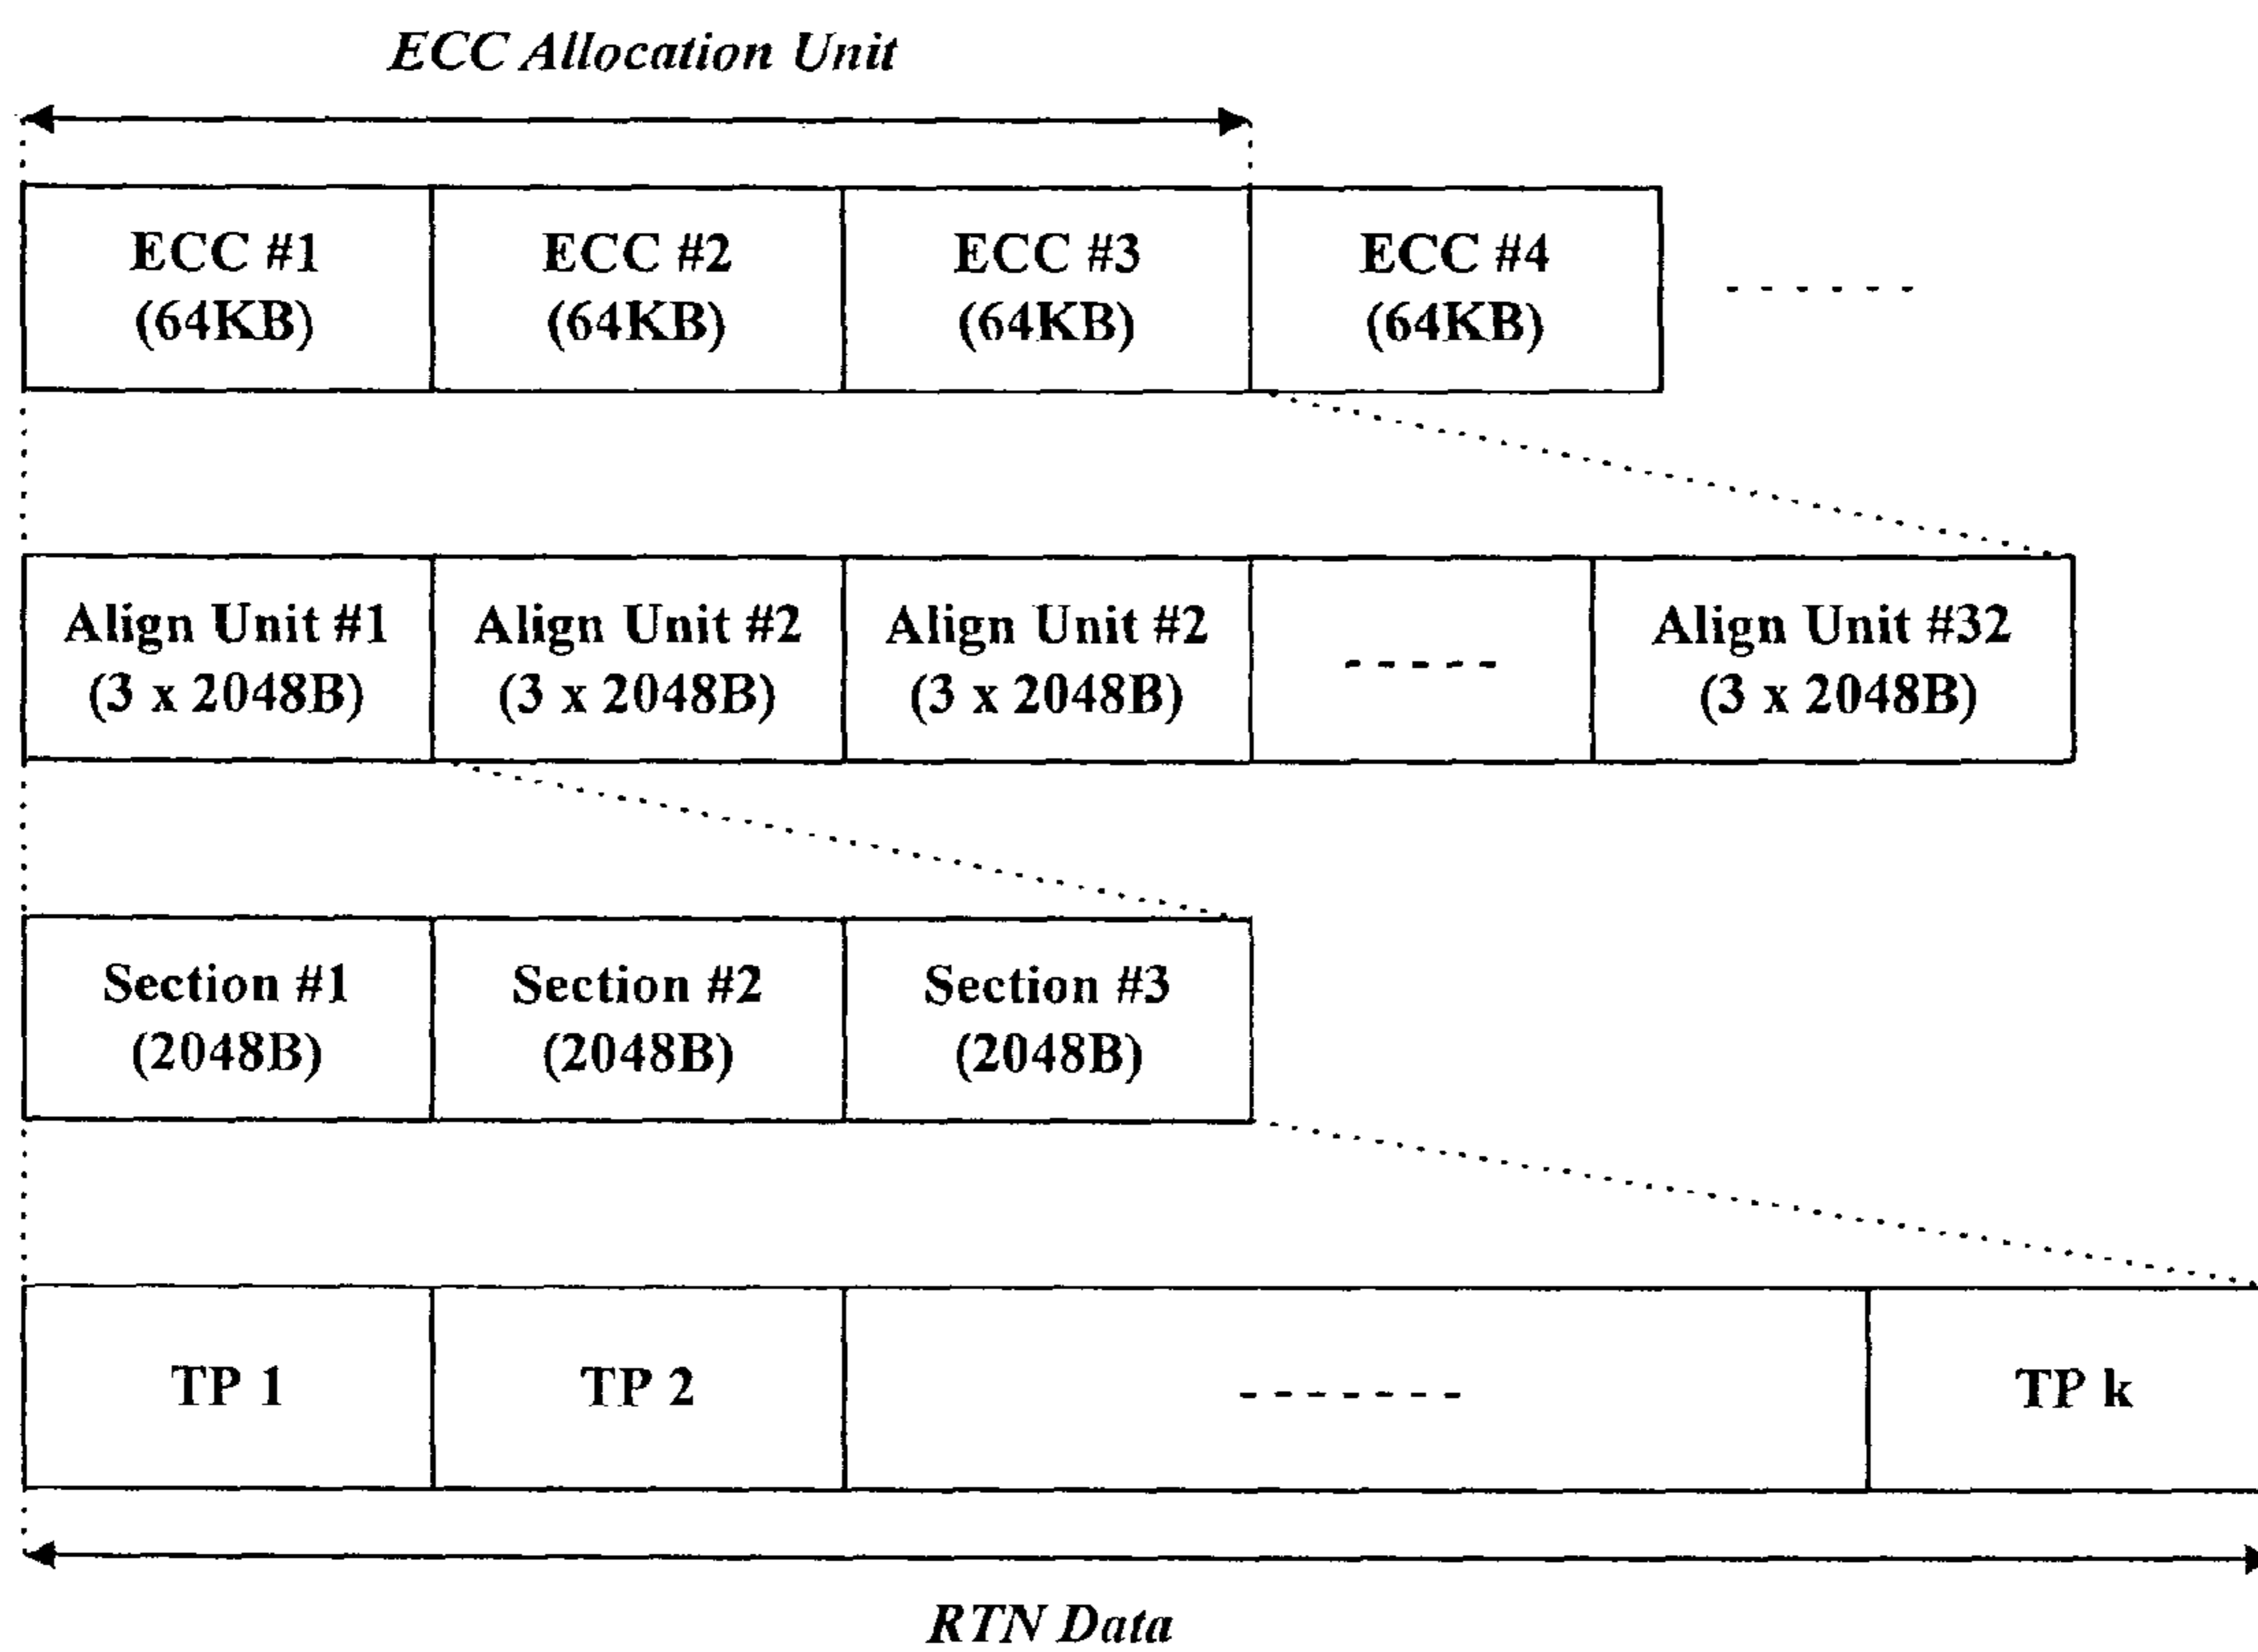 ECC Allocation Unit
ECC #1
(64KB)
ECC #2
(64KB)
ECC #3
(64KB)
ECC #4
(64KB)
Align Unit #1
(3 x 2048B)
Align Unit #2
(3 x 2048B)
Align Unit #2
(3 x 2048B)
Align Unit #32
(3 x 2048B)
Section #1
(2048B)
Section #2
(2048B)
Section #3
(2048B)
TP 1
TP 2
TP k
RTN Data